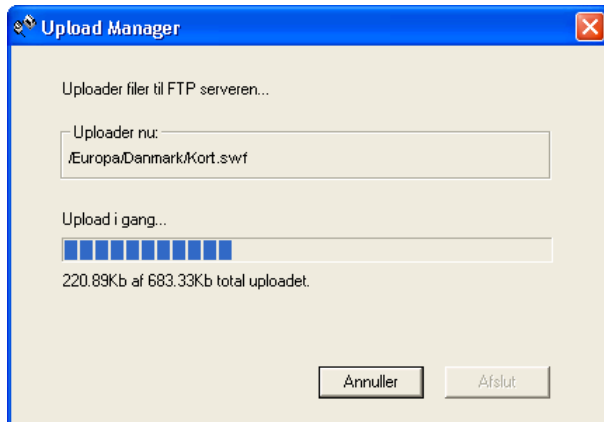 Upload Manager
Uploader filer til FTP serveren...
Uploader nu:
/Europa/Danmark/Kort.swf
Upload i gang...
220.89Kb af 683.33Kb total uploadet.
Annuller
Afslut